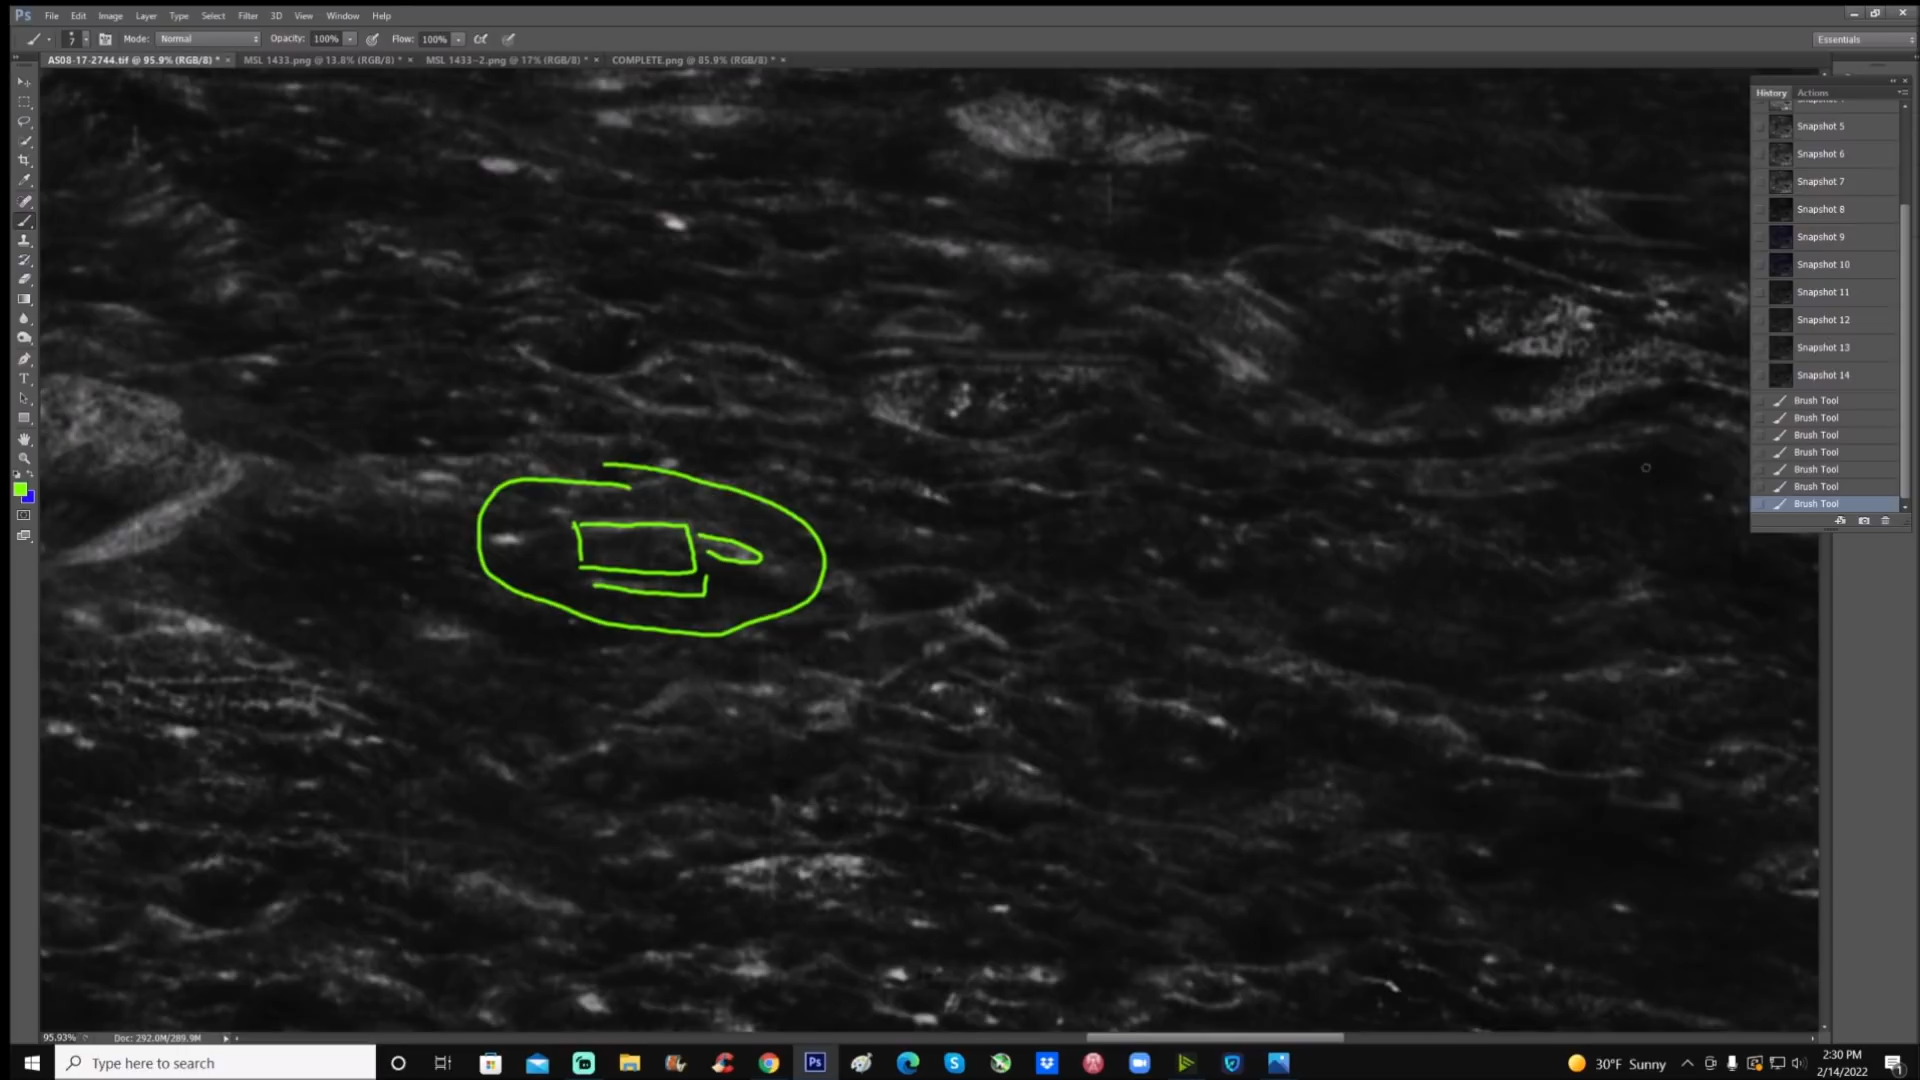 Ps File Edit Image Layer Type Select Filter 3D View Window Help
7 Mode: Normal Opacity: 100% Flow: 100% Essentials
AS08-17-2744.tif @ 95.9% (RGB/8) * × MSL 1433.png @ 13.8% (RGB/8) * × MSL 1433-2.png @ 17% (RGB/8) * × COMPLETE.png @ 85.9% (RGB/8) * ×
History Actions
Snapshot 5
Snapshot 6
Snapshot 7
Snapshot 8
Snapshot 9
Snapshot 10
Snapshot 11
Snapshot 12
Snapshot 13
Snapshot 14
Brush Tool
Brush Tool
Brush Tool
Brush Tool
Brush Tool
Brush Tool
Brush Tool
95.93% Doc: 292.0M/289.9M
Type here to search
Ps
30°F Sunny
2:30 PM
2/14/2022
1